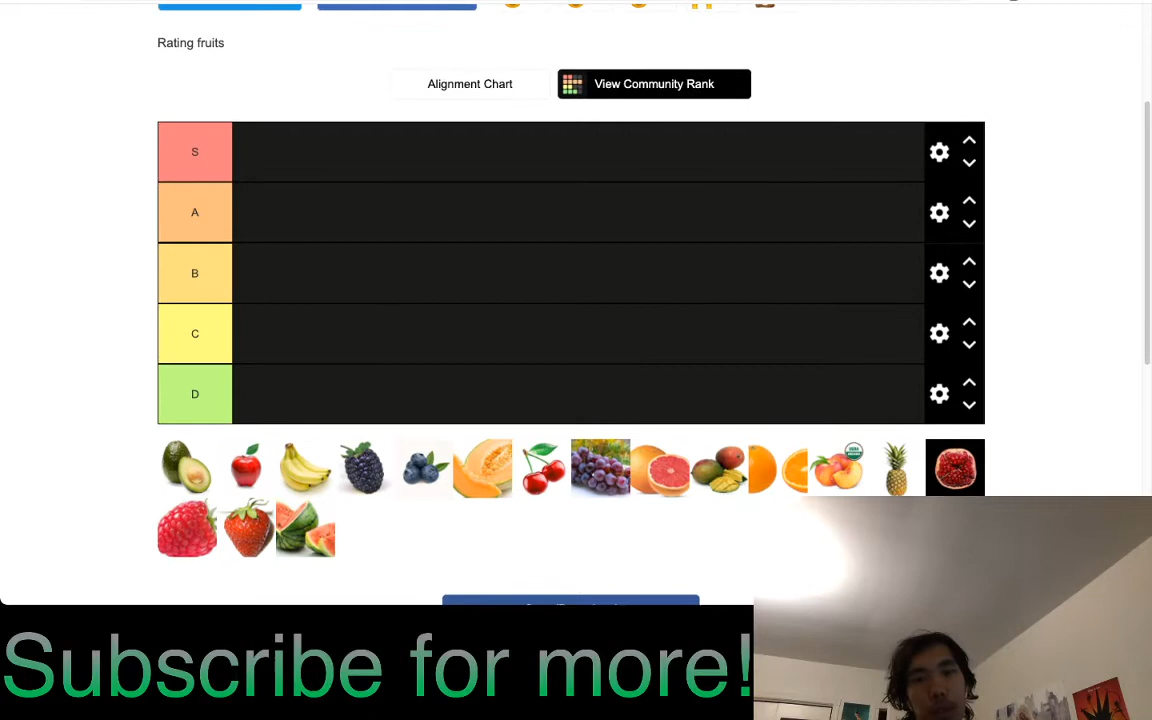 Rating fruits
Alignment Chart
View Community Rank
S
A
B
C
D
Subscribe for more!